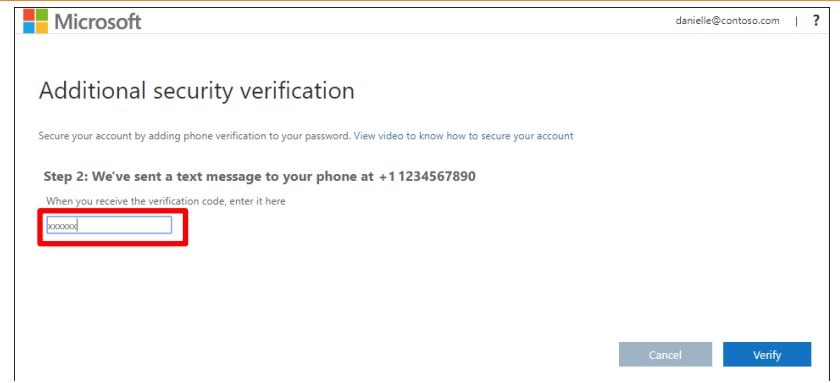 Microsoft
danielle@contoso.com | ?
Additional security verification
Secure your account by adding phone verification to your password. View video to know how to secure your account
Step 2: We've sent a text message to your phone at +1 1234567890
When you receive the verification code, enter it here
xxxxxx
Cancel
Verify